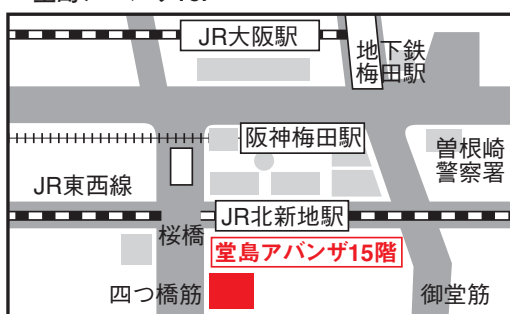 JR大阪駅
地下鉄
梅田駅
阪神梅田駅
曽根崎
警察署
JR東西線
JR北新地駅
桜橋
堂島アバンザ15階
四つ橋筋
御堂筋